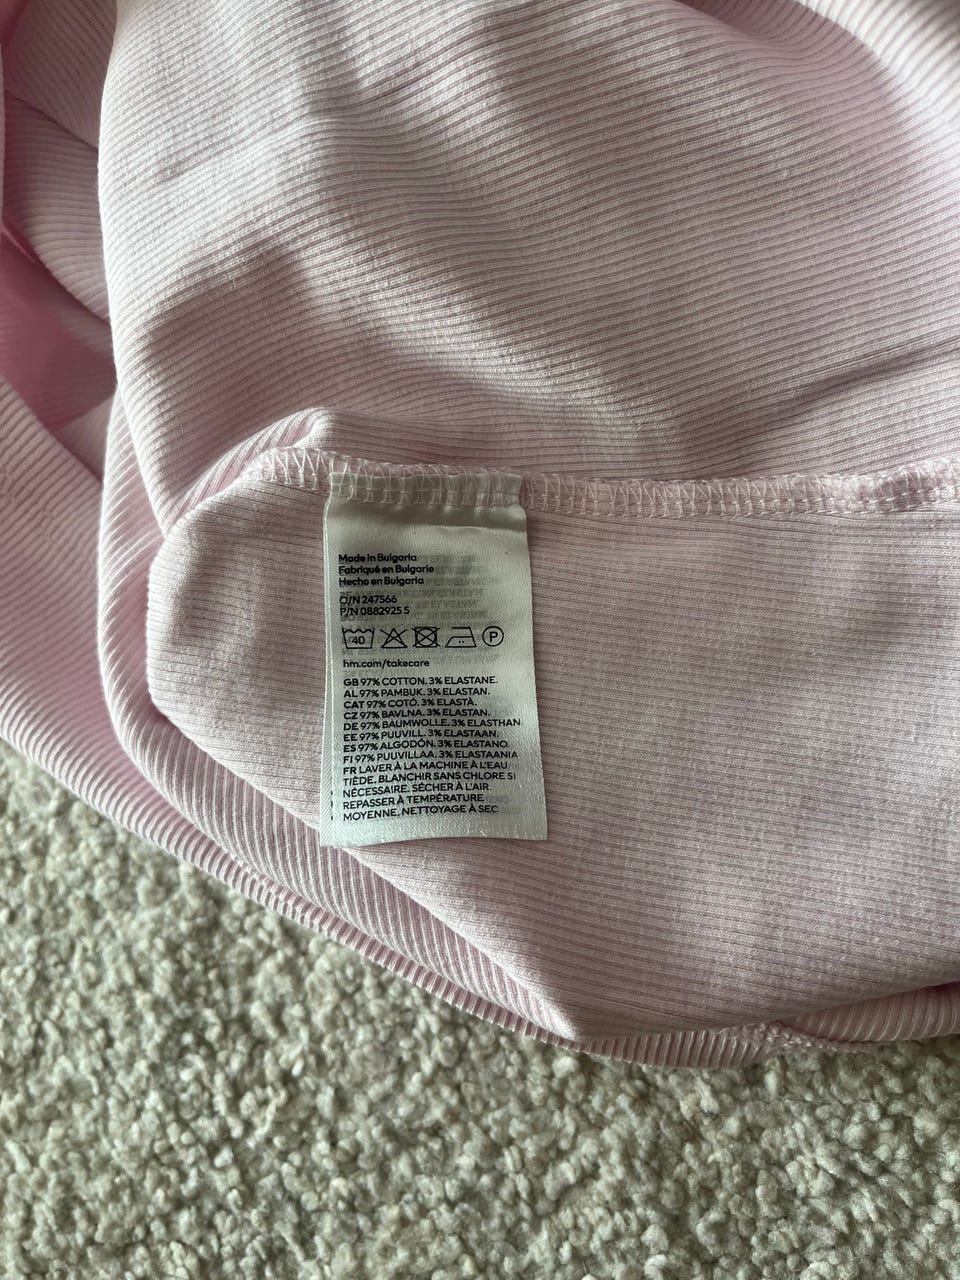 Made in Bulgaria
Fabriqué en Bulgarie
Hecho en Bulgaria
O/N 247566
P/N 0882925 5
40 P
hm.com/takecare
GB 97% COTTON. 3% ELASTANE.
AL 97% PAMBUK. 3% ELASTAN.
CAT 97% COTÓ. 3% ELASTÀ.
CZ 97% BAVLNA. 3% ELASTAN.
DE 97% BAUMWOLLE. 3% ELASTHAN
EE 97% PUUVILL. 3% ELASTAAN.
ES 97% ALGODÓN. 3% ELASTANO.
FI 97% PUUVILLAA. 3% ELASTAANIA
FR LAVER À LA MACHINE À L'EAU
TIÈDE. BLANCHIR SANS CHLORE SI
NÉCESSAIRE. SÉCHER À L'AIR.
REPASSER À TEMPÉRATURE
MOYENNE. NETTOYAGE À SEC